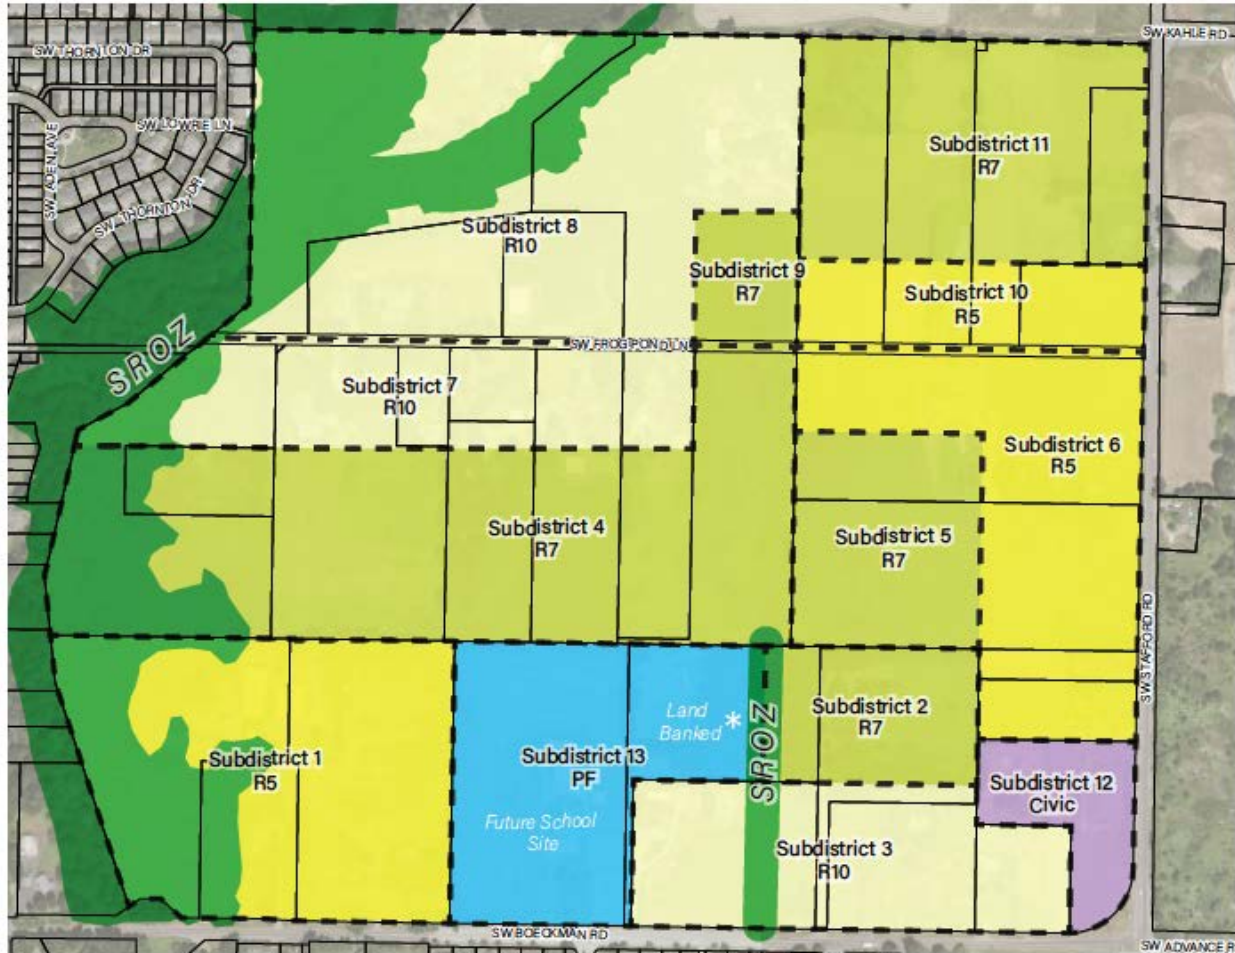 SW KAHLE RD
SW THORNTON DR
SW LOWRIE LN
SW ADEN AVE
SW THORNTON DR
Subdistrict 11
R7
Subdistrict 8
R10
Subdistrict 9
R7
Subdistrict 10
R5
SROZ
SW FROG POND LN
Subdistrict 7
R10
Subdistrict 6
R5
Subdistrict 4
R7
Subdistrict 5
R7
SW STAFFORD RD
Land
Banked *
SROZ
Subdistrict 2
R7
Subdistrict 1
R5
Subdistrict 13
PF
Subdistrict 12
Civic
Future School
Site
Subdistrict 3
R10
SW BOECKMAN RD
SW ADVANCE R